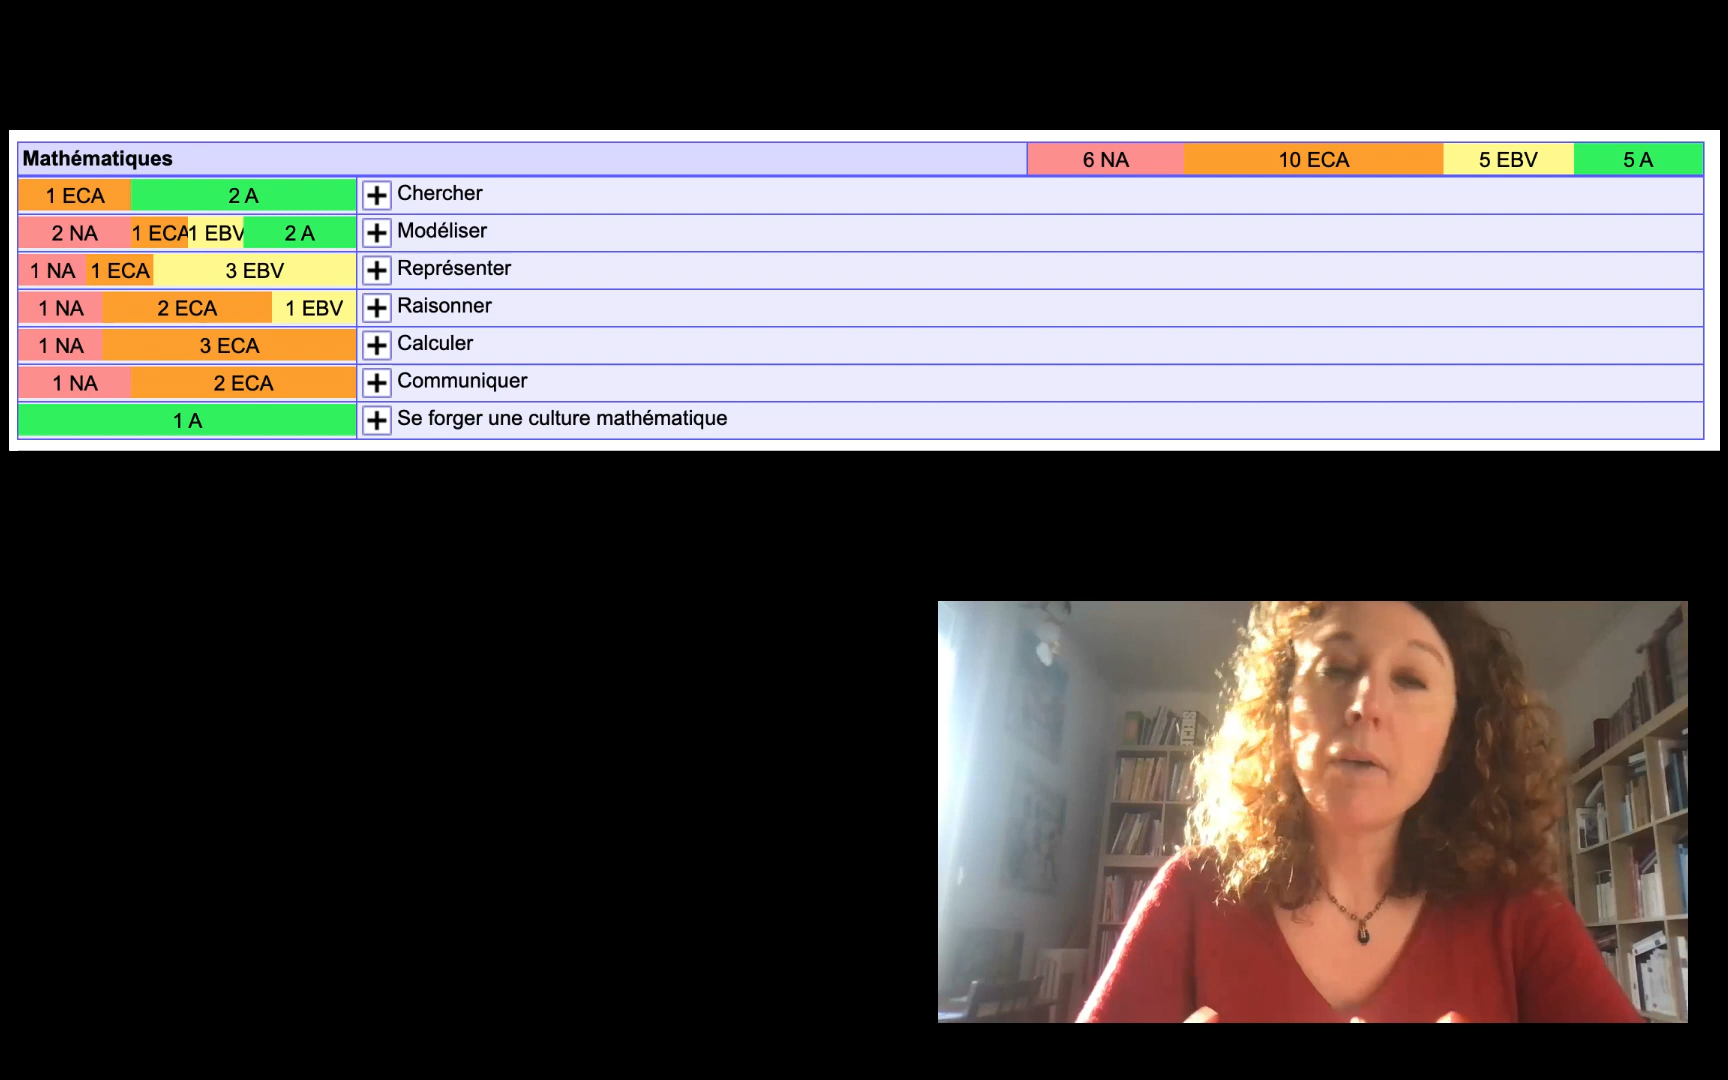 Mathématiques 6 NA 10 ECA 5 EBV 5 A
1 ECA 2 A Chercher
2 NA 1 ECA 1 EBV 2 A Modéliser
1 NA 1 ECA 3 EBV Représenter
1 NA 2 ECA 1 EBV Raisonner
1 NA 3 ECA Calculer
1 NA 2 ECA Communiquer
1 A Se forger une culture mathématique